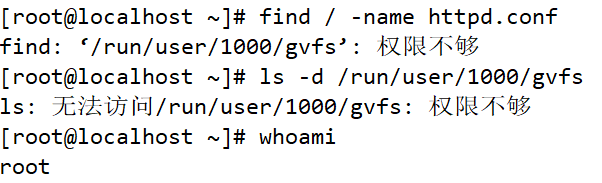 [root@localhost ~]# find / -name httpd.conf
find: ‘/run/user/1000/gvfs’: 权限不够
[root@localhost ~]# ls -d /run/user/1000/gvfs
ls: 无法访问/run/user/1000/gvfs: 权限不够
[root@localhost ~]# whoami
root